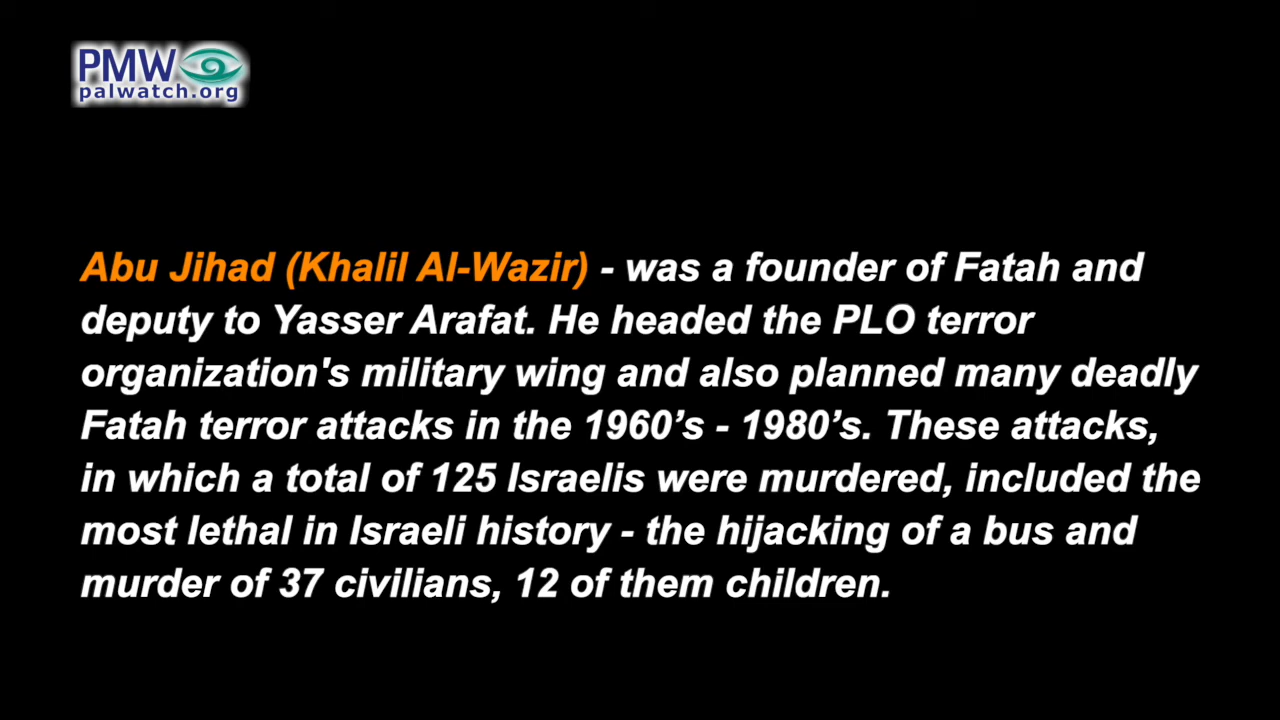 PMW
palwatch.org
Abu Jihad (Khalil Al-Wazir) - was a founder of Fatah and
deputy to Yasser Arafat. He headed the PLO terror
organization's military wing and also planned many deadly
Fatah terror attacks in the 1960’s - 1980’s. These attacks,
in which a total of 125 Israelis were murdered, included the
most lethal in Israeli history - the hijacking of a bus and
murder of 37 civilians, 12 of them children.